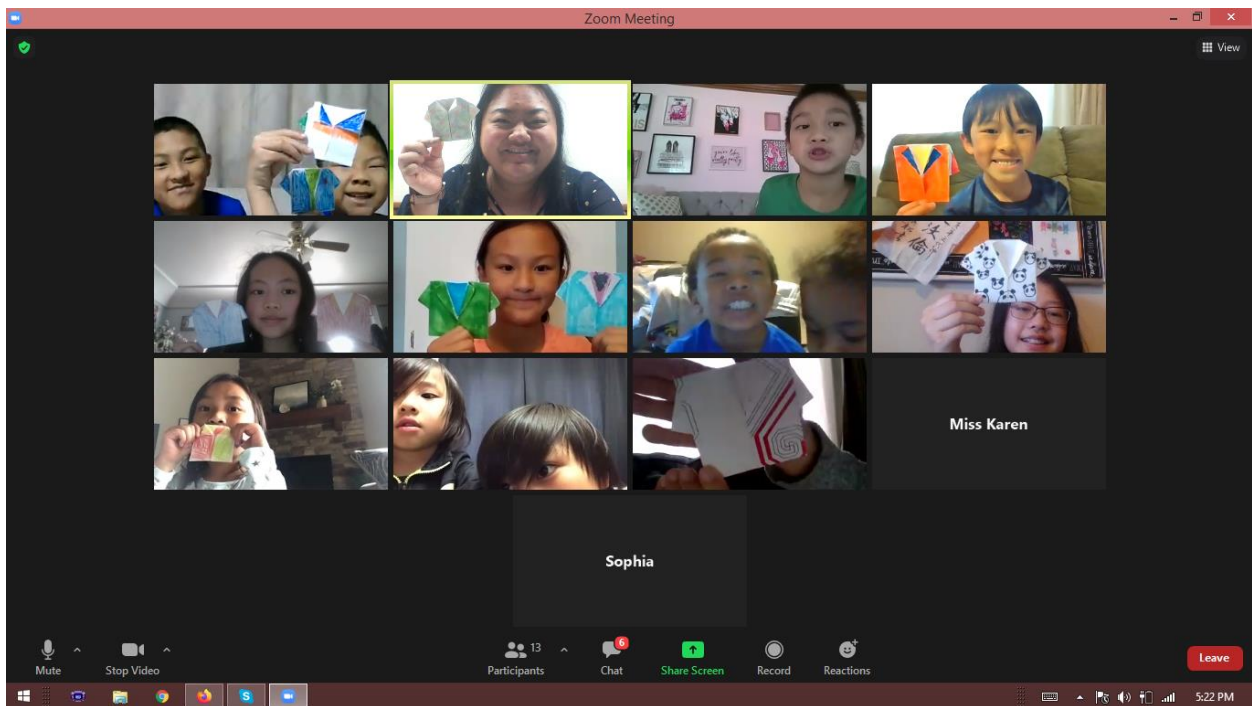 Zoom Meeting
View
Miss Karen
Sophia
Mute
Stop Video
13
Participants
6
Chat
Share Screen
Record
Reactions
Leave
S
5:22 PM